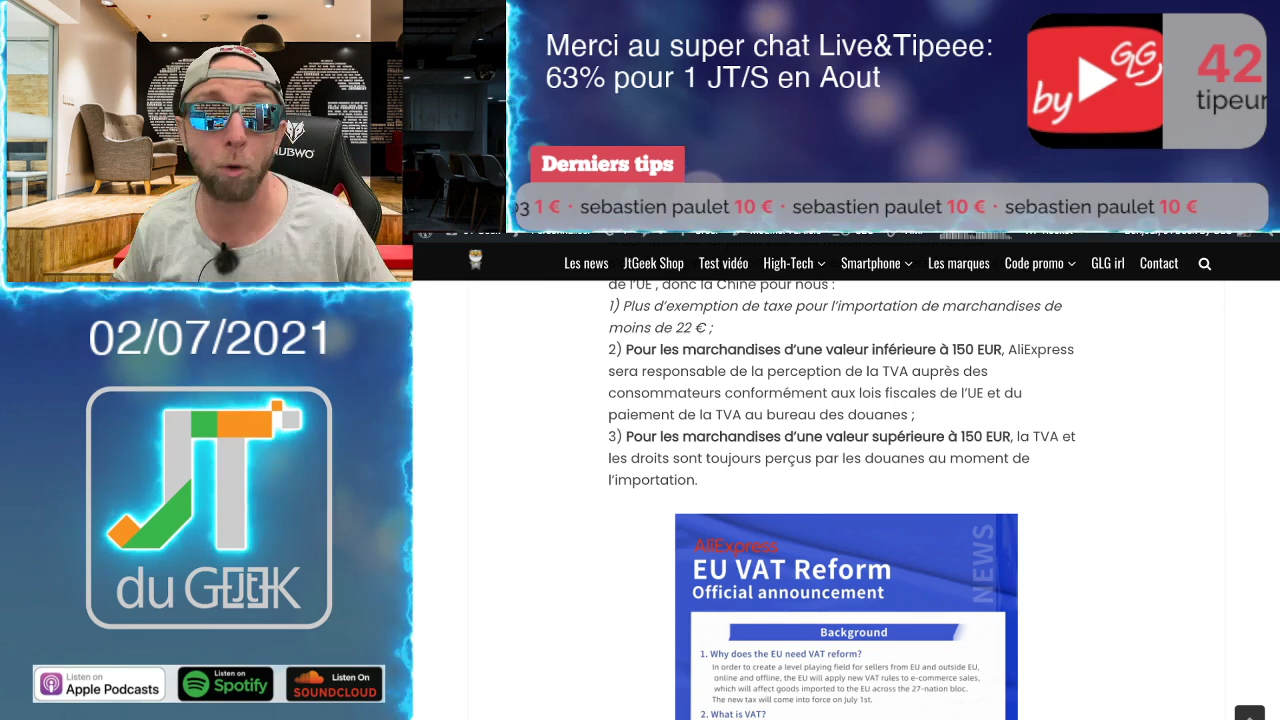 Merci au super chat Live&Tipeee:
63% pour 1 JT/S en Aout
by GG
42
tipeur
Derniers tips
1 € · sebastien paulet 10 € · sebastien paulet 10 € · sebastien paulet 10 €
NUBWO
Les news JtGeek Shop Test vidéo High-Tech Smartphone Les marques Code promo GLG irl Contact
de l'UE , donc la Chine pour nous :
1) Plus d'exemption de taxe pour l'importation de marchandises de
moins de 22 € ;
2) Pour les marchandises d'une valeur inférieure à 150 EUR, AliExpress
sera responsable de la perception de la TVA auprès des
consommateurs conformément aux lois fiscales de l'UE et du
paiement de la TVA au bureau des douanes ;
3) Pour les marchandises d'une valeur supérieure à 150 EUR, la TVA et
les droits sont toujours perçus par les douanes au moment de
l'importation.
AliExpress
EU VAT Reform
Official announcement
NEWS
Background
1. Why does the EU need VAT reform?
In order to create a level playing field for sellers from EU and outside EU,
online and offline, the EU will apply new VAT rules to e-commerce sales,
which will affect goods imported to the EU across the 27-nation bloc.
The new tax will come into force on July 1st.
2. What is VAT?
02/07/2021
JT
du GEEK
Jt
Listen on
Apple Podcasts
Listen on
Spotify
Listen On
SOUNDCLOUD